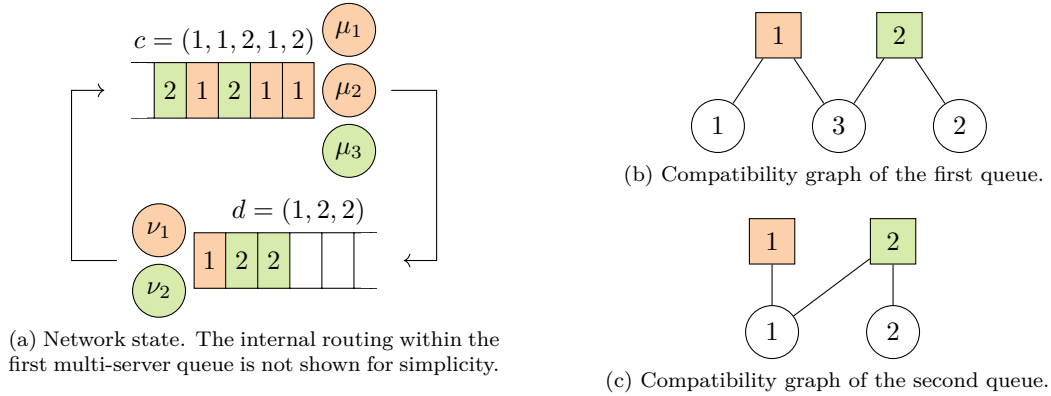 c = (1, 1, 2, 1, 2)
μ1
μ2
μ3
2 1 2 1 1
d = (1, 2, 2)
ν1
ν2
1 2 2
(a) Network state. The internal routing within the
first multi-server queue is not shown for simplicity.
1 2
1 3 2
(b) Compatibility graph of the first queue.
1 2
1 2
(c) Compatibility graph of the second queue.